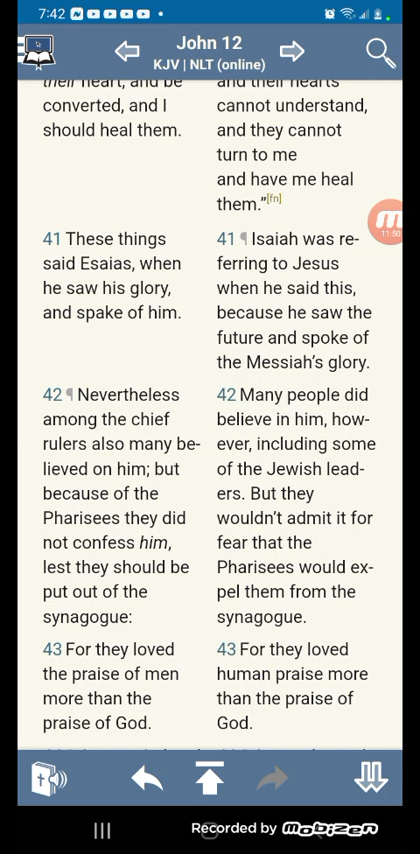 7:42
John 12
KJV | NLT (online)
their heart, and be
converted, and I
should heal them.
and their hearts
cannot understand,
and they cannot
turn to me
and have me heal
them.”[fn]
11:50
41 These things
said Esaias, when
he saw his glory,
and spake of him.
41 ¶ Isaiah was re-
ferring to Jesus
when he said this,
because he saw the
future and spoke of
the Messiah’s glory.
42 ¶ Nevertheless
among the chief
rulers also many be-
lieved on him; but
because of the
Pharisees they did
not confess him,
lest they should be
put out of the
synagogue:
42 Many people did
believe in him, how-
ever, including some
of the Jewish lead-
ers. But they
wouldn’t admit it for
fear that the
Pharisees would ex-
pel them from the
synagogue.
43 For they loved
the praise of men
more than the
praise of God.
43 For they loved
human praise more
than the praise of
God.
Recorded by mobizen